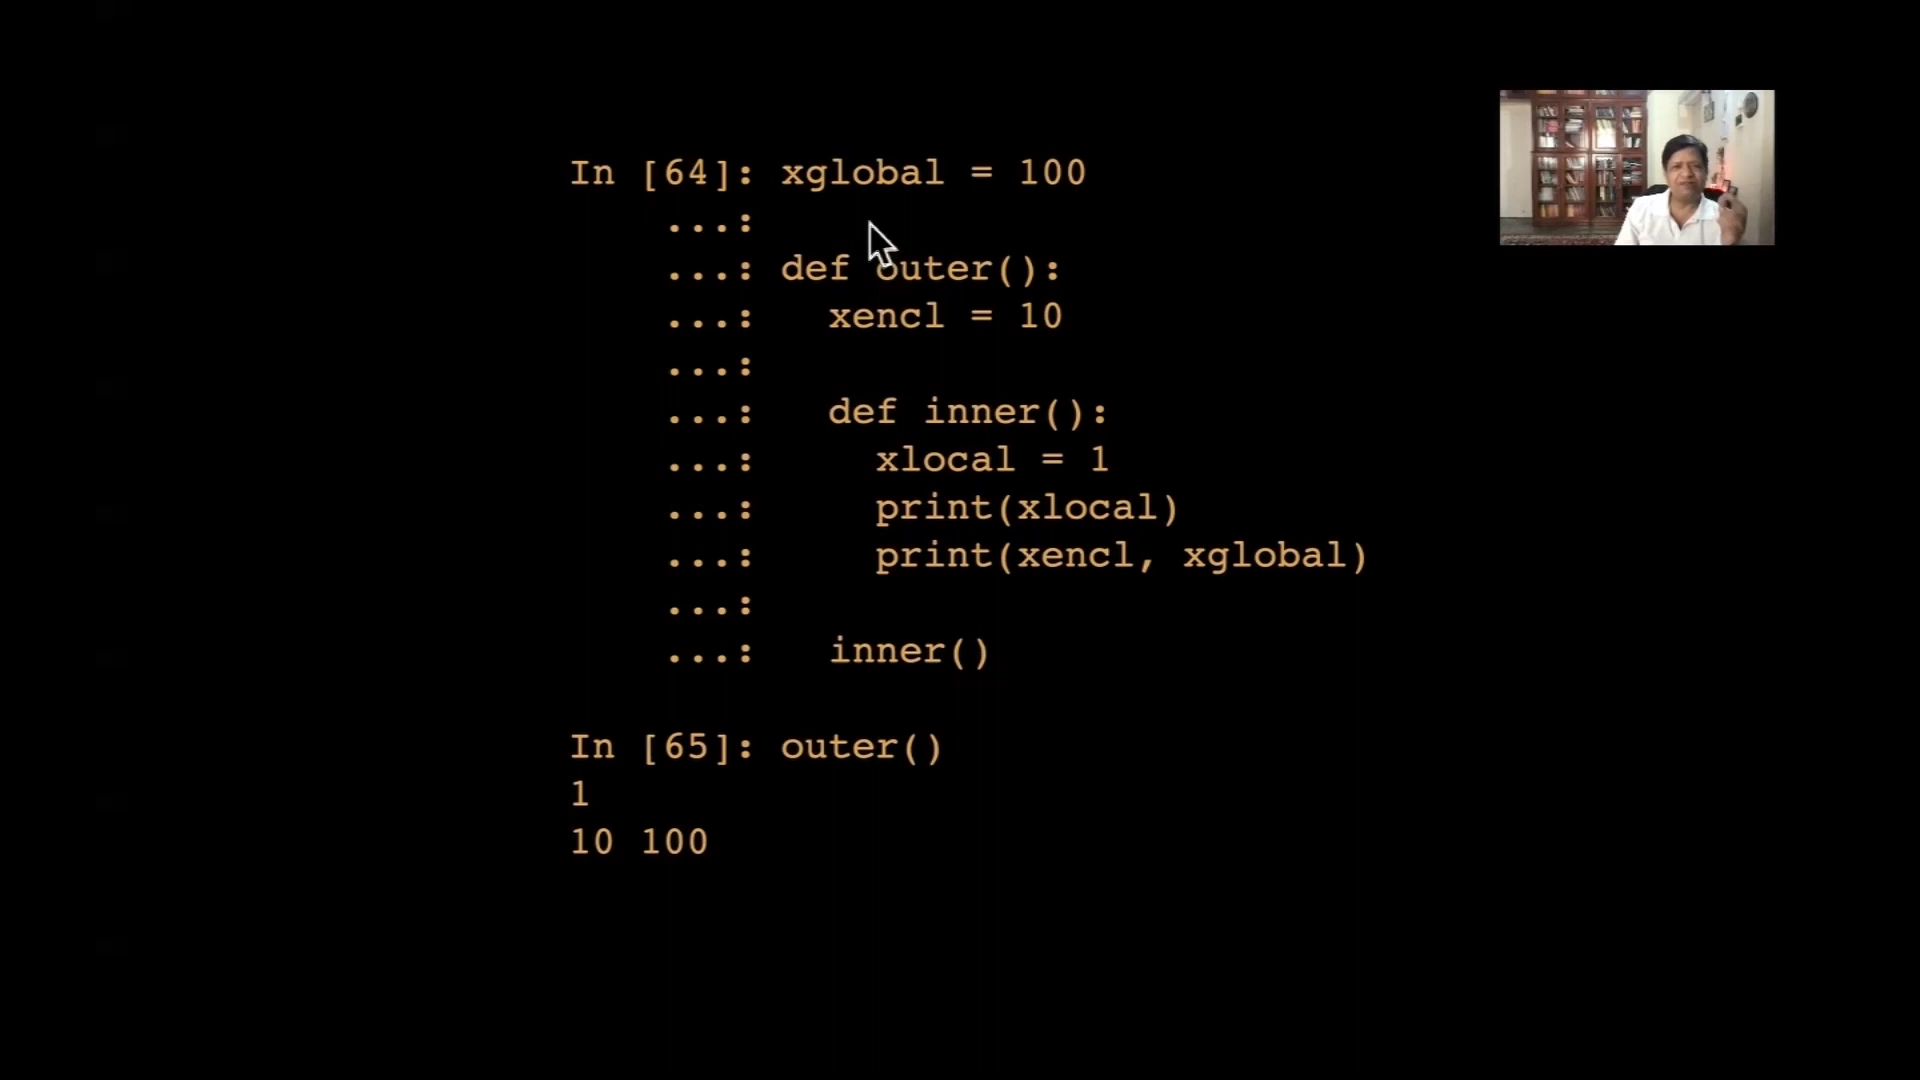 In [64]: xglobal = 100
...:
...: def outer():
...:   xencl = 10
...:
...:   def inner():
...:     xlocal = 1
...:     print(xlocal)
...:     print(xencl, xglobal)
...:
...:   inner()
In [65]: outer()
1
10 100